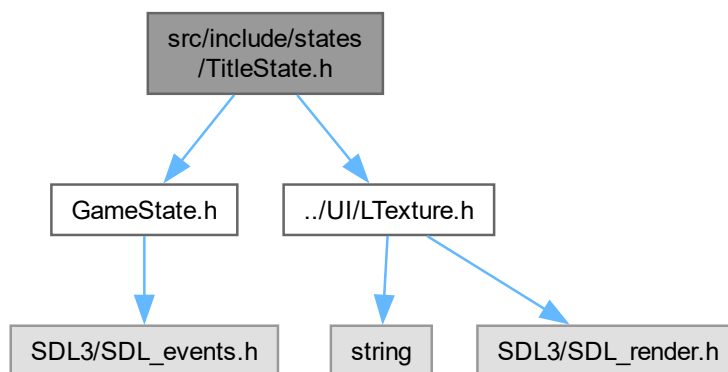 src/include/states
/TitleState.h
GameState.h
../UI/LTexture.h
SDL3/SDL_events.h
string
SDL3/SDL_render.h